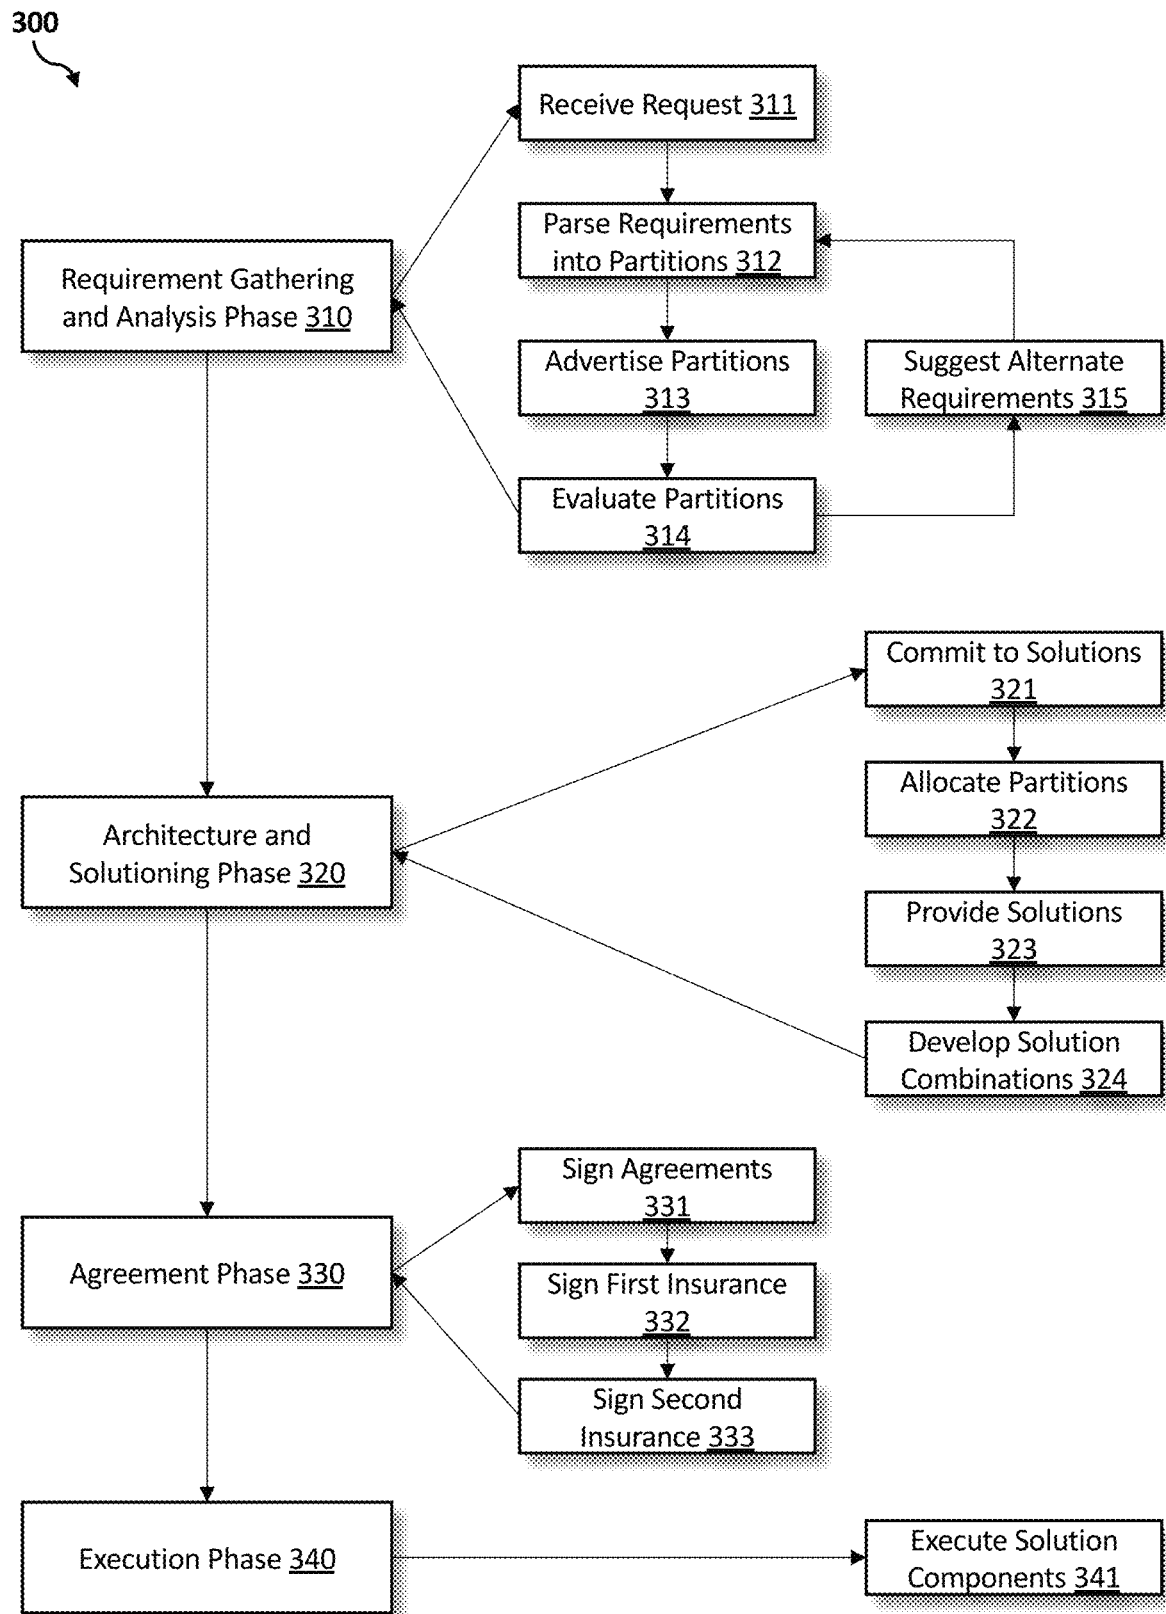 300
Receive Request 311
Parse Requirements
into Partitions 312
Requirement Gathering
and Analysis Phase 310
Advertise Partitions
313
Suggest Alternate
Requirements 315
Evaluate Partitions
314
Commit to Solutions
321
Allocate Partitions
322
Architecture and
Solutioning Phase 320
Provide Solutions
323
Develop Solution
Combinations 324
Sign Agreements
331
Agreement Phase 330
Sign First Insurance
332
Sign Second
Insurance 333
Execution Phase 340
Execute Solution
Components 341